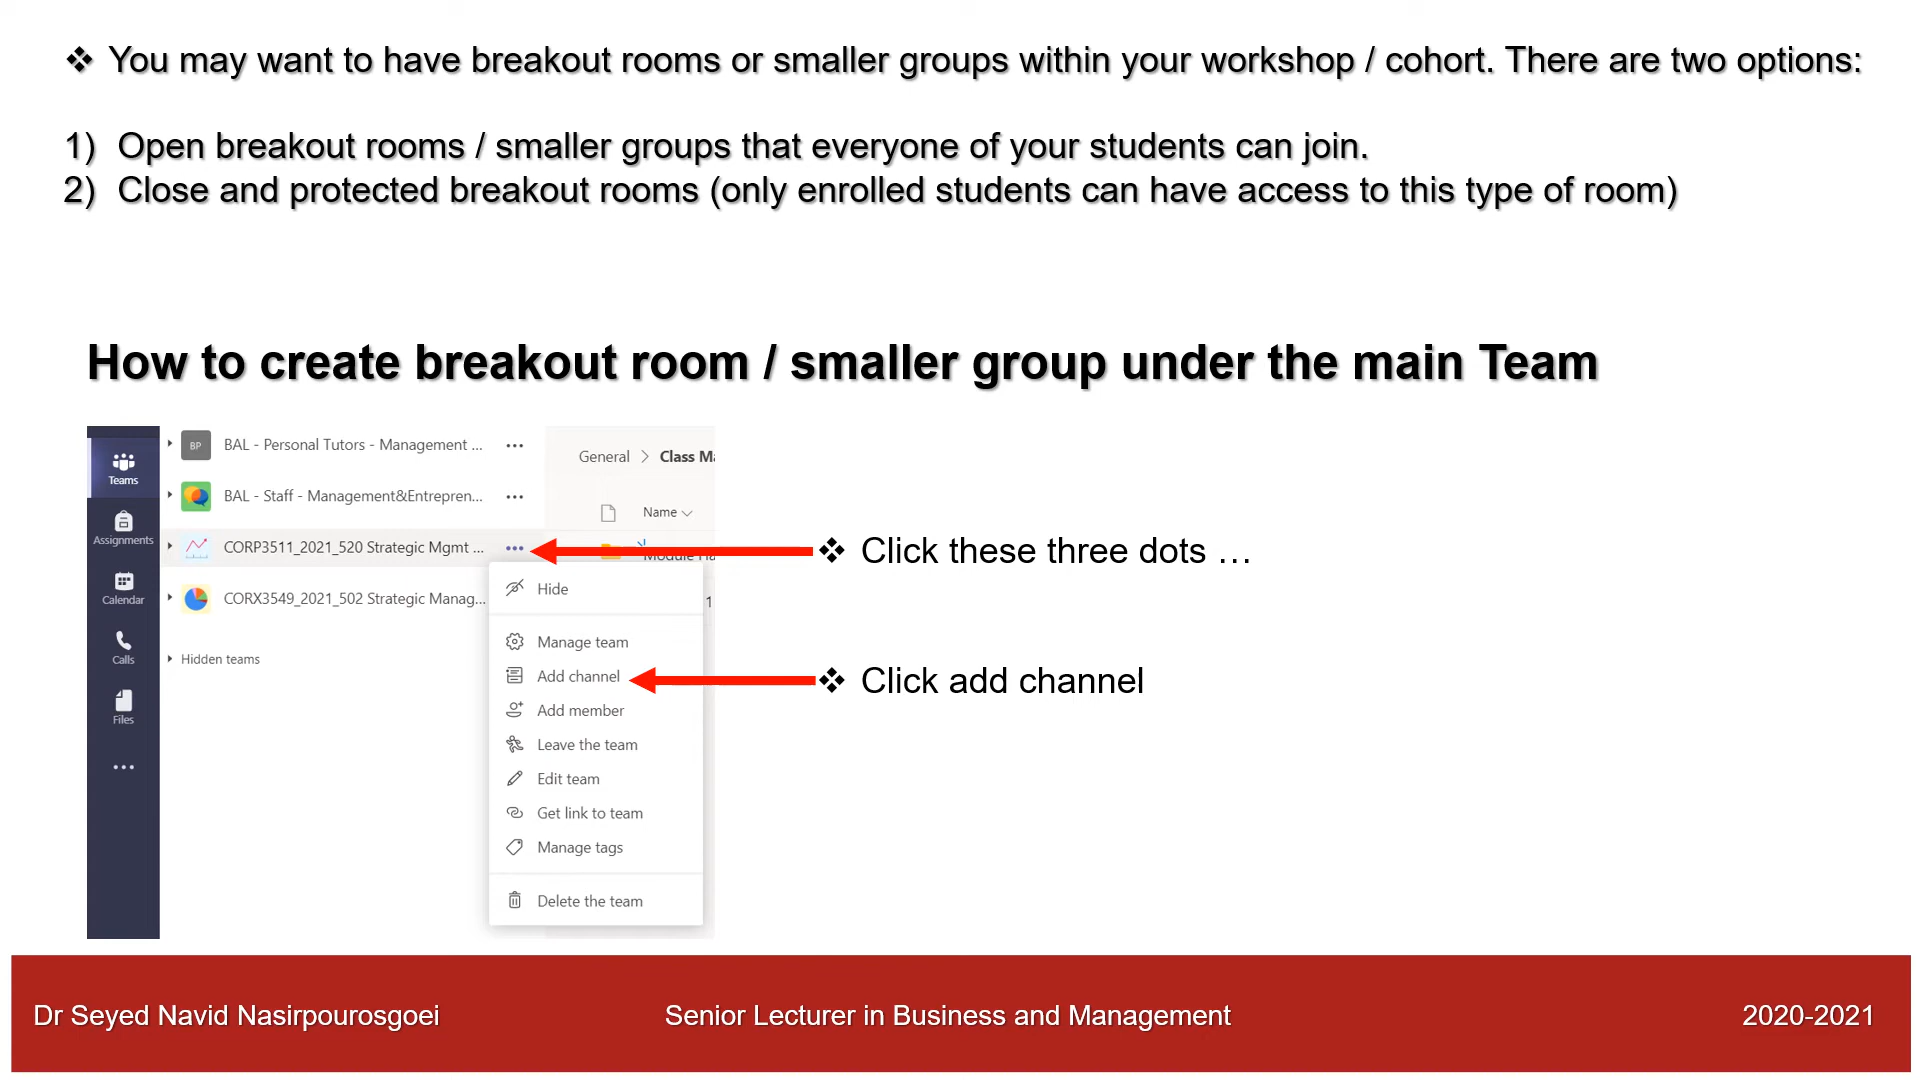 ❖ You may want to have breakout rooms or smaller groups within your workshop / cohort. There are two options:
1) Open breakout rooms / smaller groups that everyone of your students can join.
2) Close and protected breakout rooms (only enrolled students can have access to this type of room)
How to create breakout room / smaller group under the main Team
Teams
Assignments
Calendar
Calls
Files
BP
BAL - Personal Tutors - Management ...
BAL - Staff - Management&Entrepren...
CORP3511_2021_520 Strategic Mgmt ...
CORX3549_2021_502 Strategic Manag...
Hidden teams
General > Class Ma
Name
1
Hide
Manage team
Add channel
Add member
Leave the team
Edit team
Get link to team
Manage tags
Delete the team
❖ Click these three dots …
❖ Click add channel
Dr Seyed Navid Nasirpourosgoei
Senior Lecturer in Business and Management
2020-2021